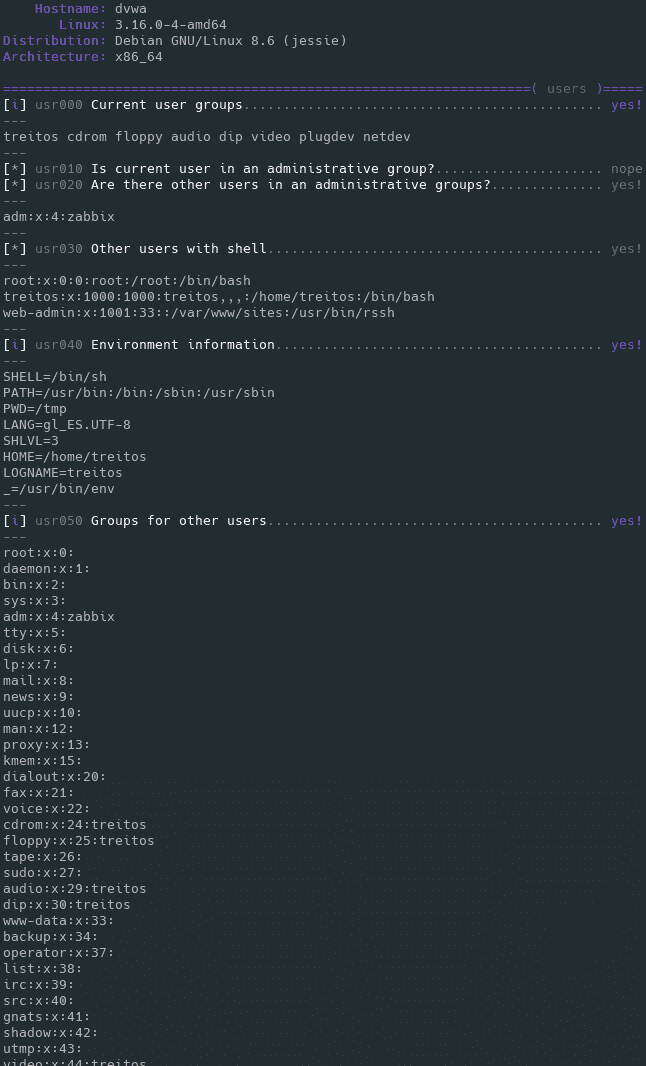 Hostname: dvwa
Linux: 3.16.0-4-amd64
Distribution: Debian GNU/Linux 8.6 (jessie)
Architecture: x86_64
==================================================================( users )=====
[i] usr000 Current user groups............................................. yes!
---
treitos cdrom floppy audio dip video plugdev netdev
---
[*] usr010 Is current user in an administrative group?..................... nope
[*] usr020 Are there other users in an administrative groups?.............. yes!
---
adm:x:4:zabbix
---
[*] usr030 Other users with shell.......................................... yes!
---
root:x:0:0:root:/root:/bin/bash
treitos:x:1000:1000:treitos,,,:/home/treitos:/bin/bash
web-admin:x:1001:33::/var/www/sites:/usr/bin/rssh
---
[i] usr040 Environment information......................................... yes!
---
SHELL=/bin/sh
PATH=/usr/bin:/bin:/sbin:/usr/sbin
PWD=/tmp
LANG=gl_ES.UTF-8
SHLVL=3
HOME=/home/treitos
LOGNAME=treitos
_=/usr/bin/env
---
[i] usr050 Groups for other users.......................................... yes!
---
root:x:0:
daemon:x:1:
bin:x:2:
sys:x:3:
adm:x:4:zabbix
tty:x:5:
disk:x:6:
lp:x:7:
mail:x:8:
news:x:9:
uucp:x:10:
man:x:12:
proxy:x:13:
kmem:x:15:
dialout:x:20:
fax:x:21:
voice:x:22:
cdrom:x:24:treitos
floppy:x:25:treitos
tape:x:26:
sudo:x:27:
audio:x:29:treitos
dip:x:30:treitos
www-data:x:33:
backup:x:34:
operator:x:37:
list:x:38:
irc:x:39:
src:x:40:
gnats:x:41:
shadow:x:42:
utmp:x:43:
video:x:44:treitos